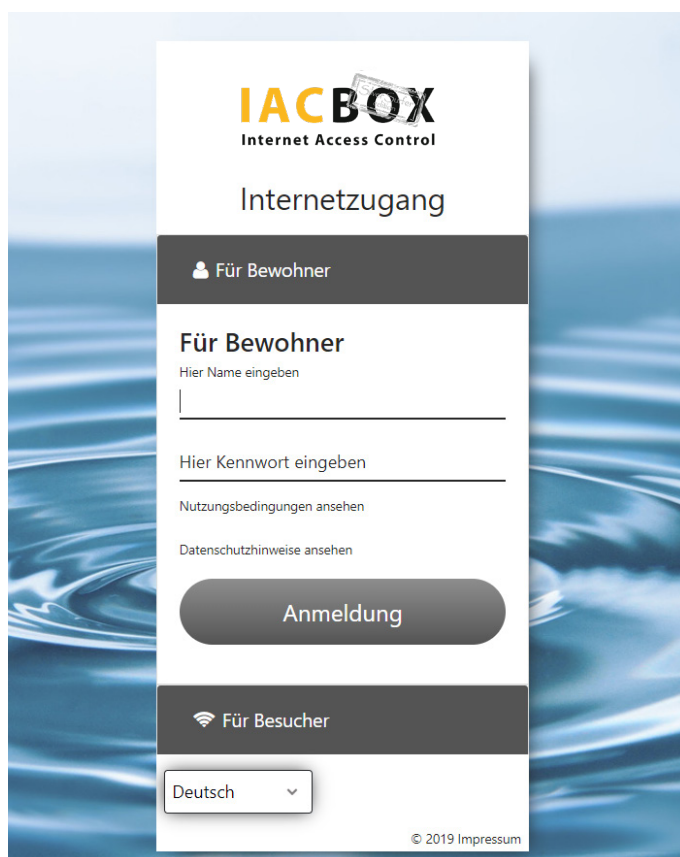 IACBOX
Internet Access Control
Internetzugang
Für Bewohner
Für Bewohner
Hier Name eingeben
Hier Kennwort eingeben
Nutzungsbedingungen ansehen
Datenschutzhinweise ansehen
Anmeldung
Für Besucher
Deutsch
© 2019 Impressum